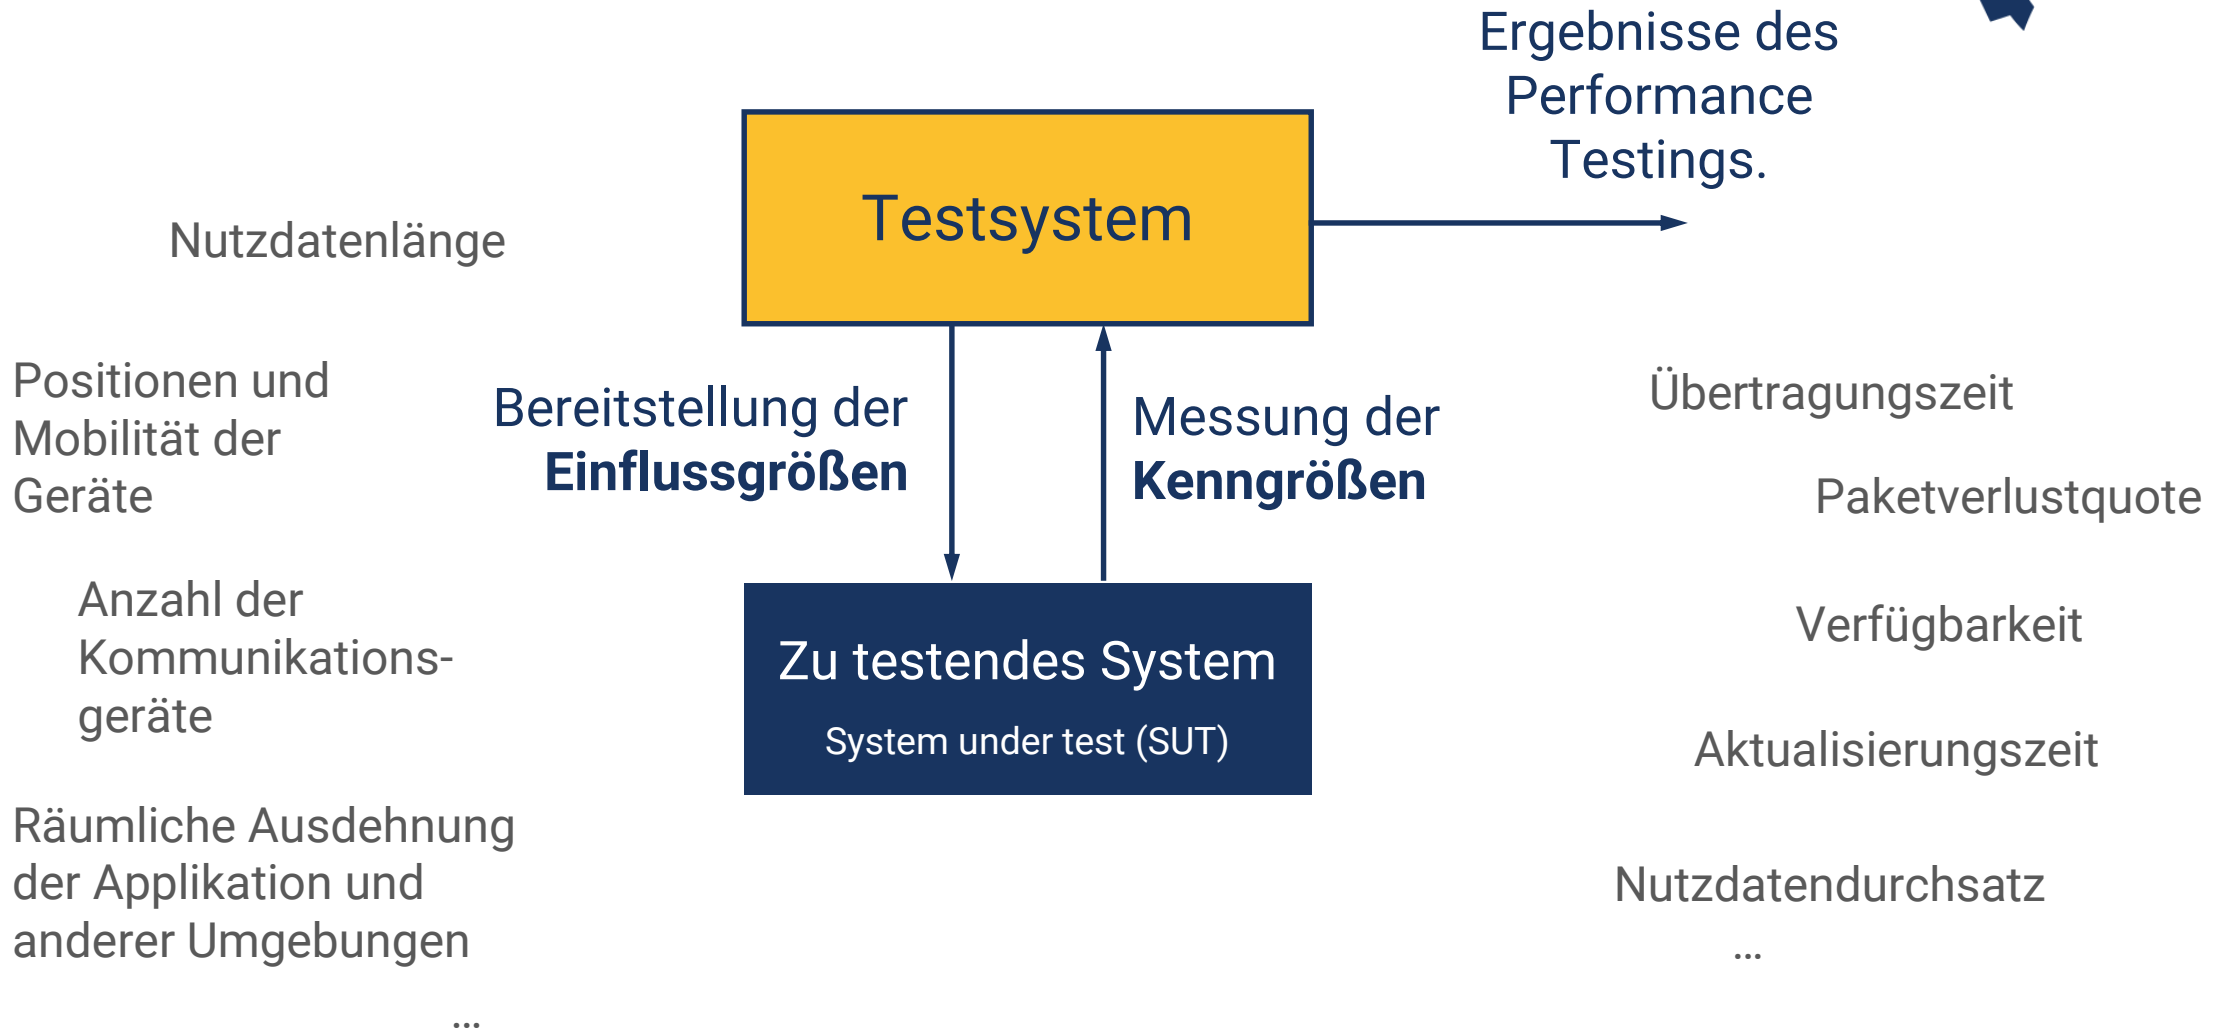 Ergebnisse des
Performance
Testings.
Testsystem
Nutzdatenlänge
Positionen und
Mobilität der
Geräte
Anzahl der
Kommunikations-
geräte
Räumliche Ausdehnung
der Applikation und
anderer Umgebungen
...
Bereitstellung der
Einflussgrößen
Messung der
Kenngrößen
Zu testendes System
System under test (SUT)
Übertragungszeit
Paketverlustquote
Verfügbarkeit
Aktualisierungszeit
Nutzdatendurchsatz
...